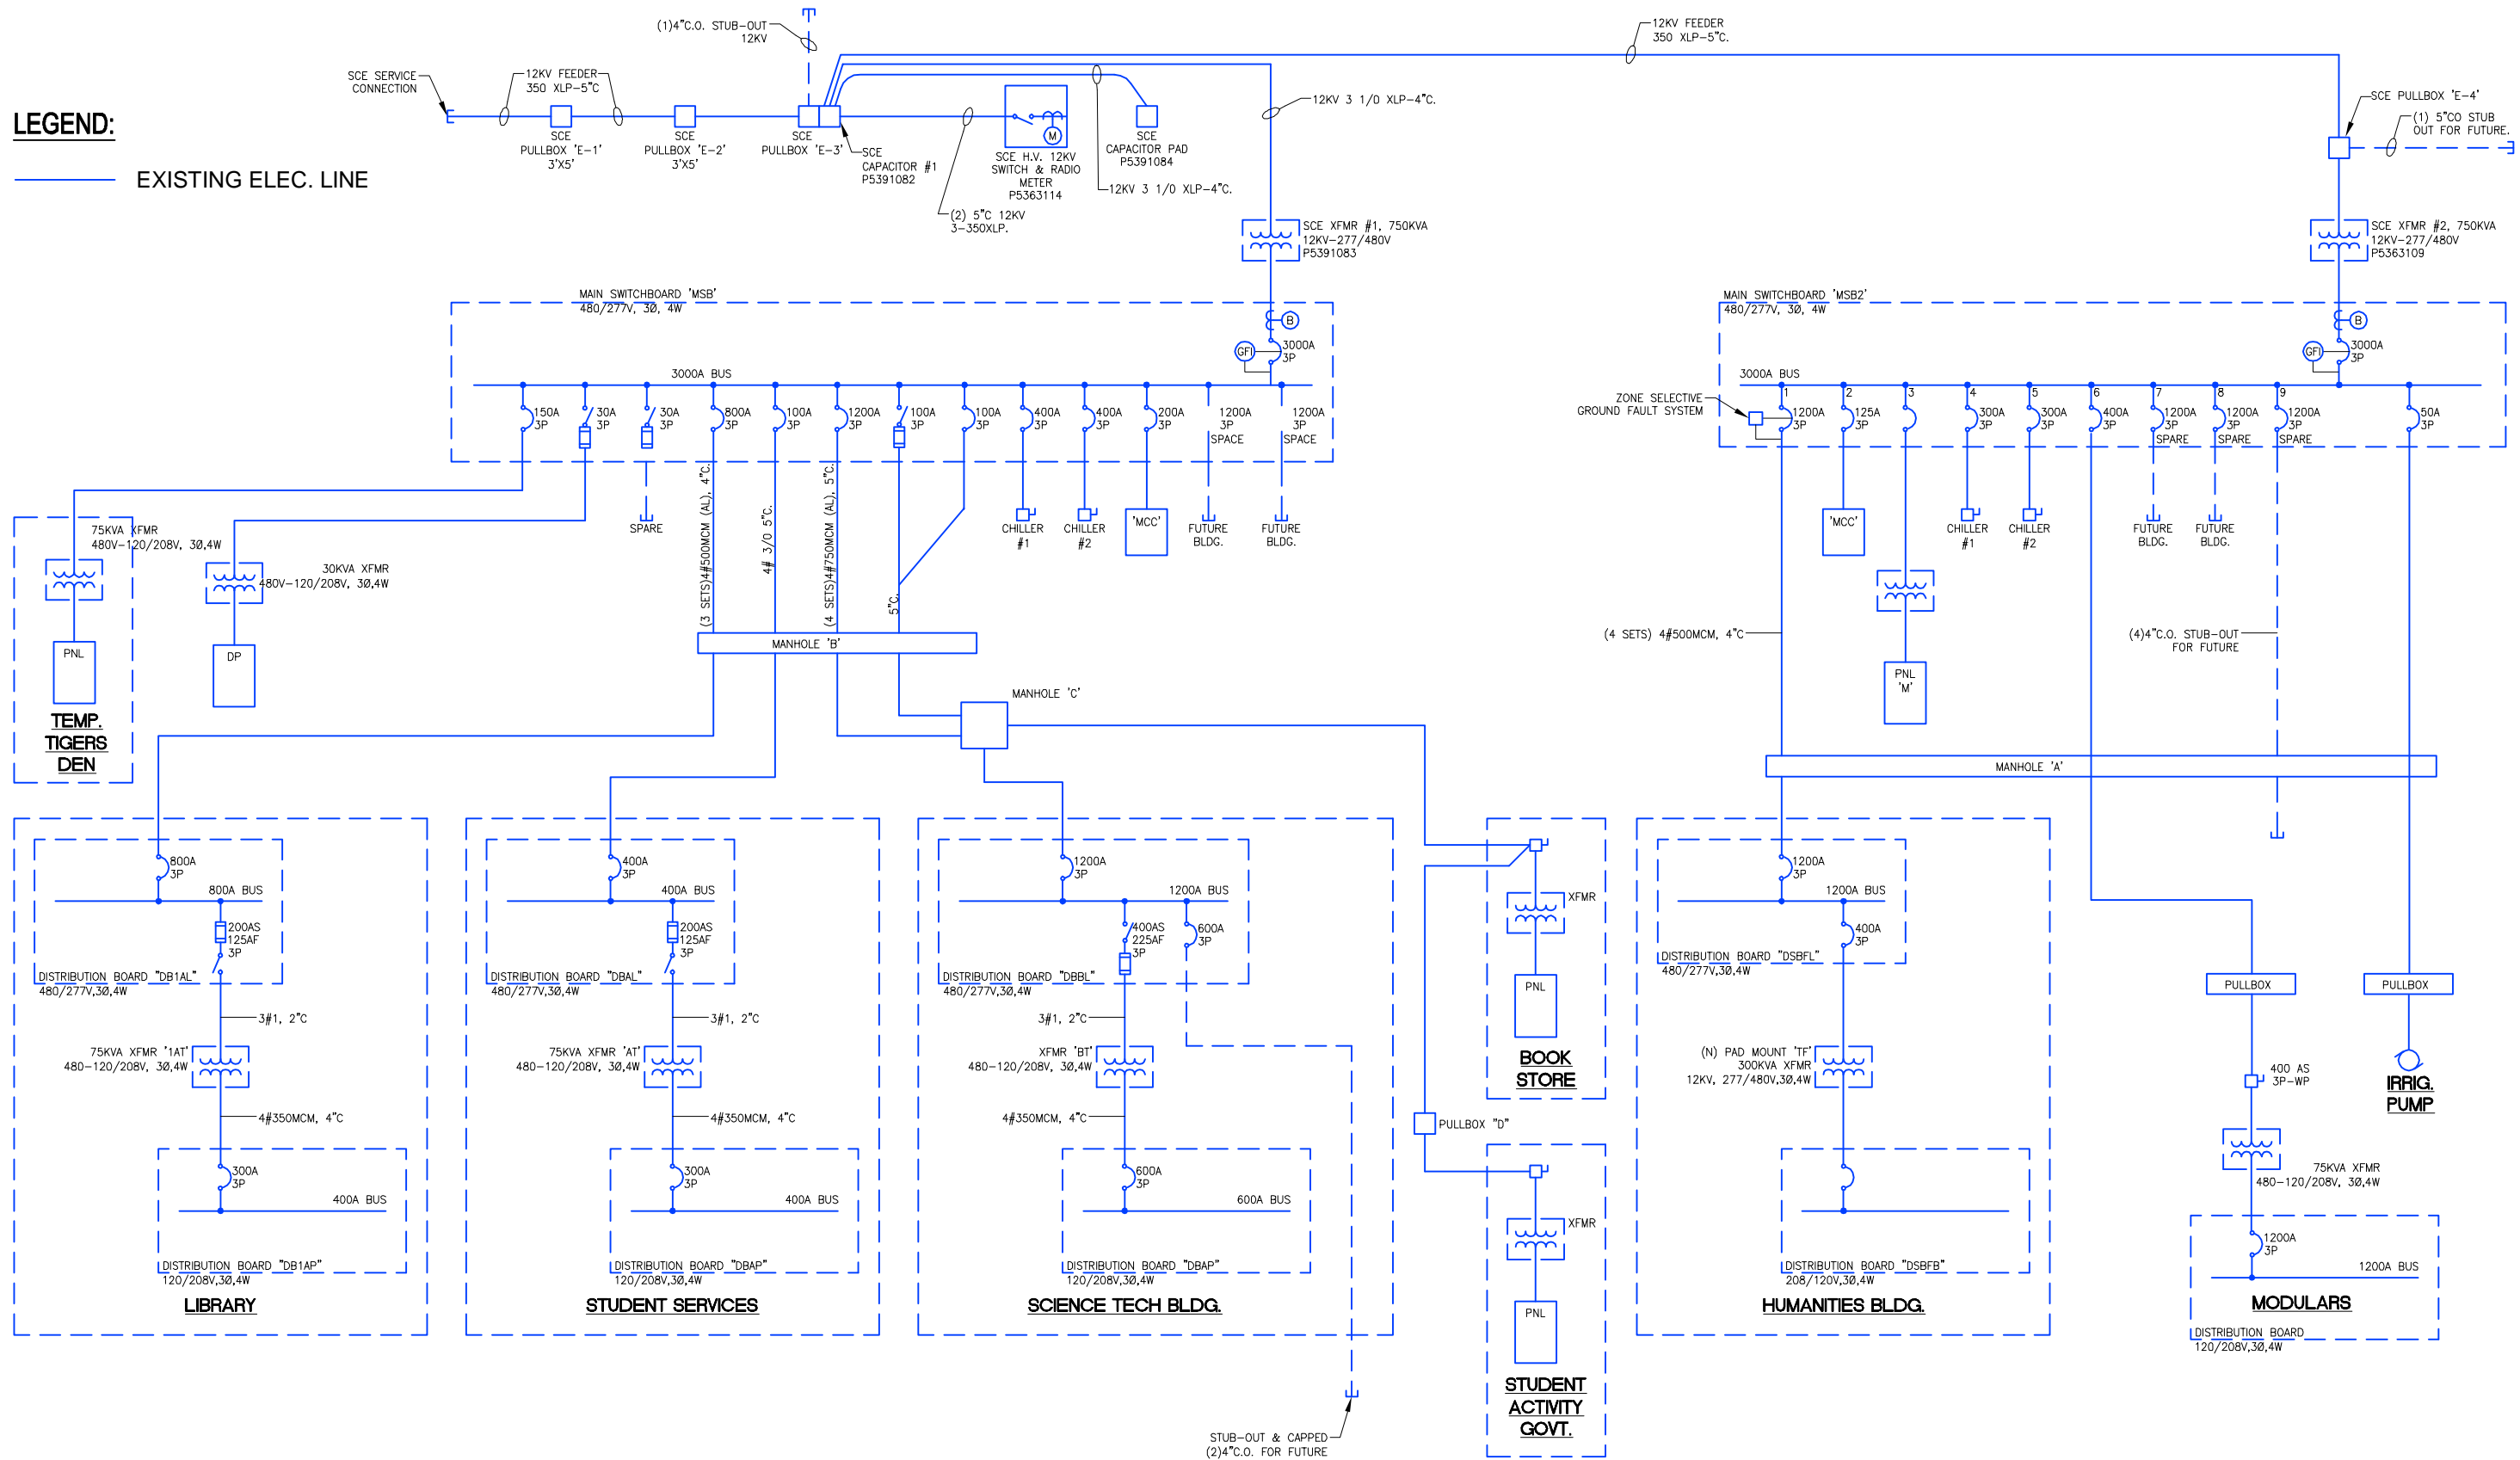 LEGEND:
EXISTING ELEC. LINE
(1)4"C.O. STUB-OUT
12KV
SCE SERVICE
CONNECTION
12KV FEEDER
350 XLP-5"C
SCE
PULLBOX 'E-1'
3'X5'
SCE
PULLBOX 'E-2'
3'X5'
SCE
PULLBOX 'E-3'
SCE
CAPACITOR #1
P5391082
(2) 5"C 12KV
3-350XLP.
M
SCE H.V. 12KV
SWITCH & RADIO
METER
P5363114
SCE
CAPACITOR PAD
P5391084
12KV 3 1/0 XLP-4"C.
12KV 3 1/0 XLP-4"C.
12KV FEEDER
350 XLP-5"C.
SCE PULLBOX 'E-4'
(1) 5"CO STUB
OUT FOR FUTURE.
SCE XFMR #1, 750KVA
12KV-277/480V
P5391083
SCE XFMR #2, 750KVA
12KV-277/480V
P5363109
MAIN SWITCHBOARD 'MSB'
480/277V, 3Ø, 4W
B
GFI
3000A
3P
3000A BUS
150A
3P
30A
3P
30A
3P
800A
3P
100A
3P
1200A
3P
100A
3P
100A
3P
400A
3P
400A
3P
200A
3P
1200A
3P
SPACE
1200A
3P
SPACE
SPARE
(3 SETS)4#500MCM (AL), 4"C.
4# 3/0 5"C.
(4 SETS)4#750MCM (AL), 5"C.
5"C.
CHILLER
#1
CHILLER
#2
'MCC'
FUTURE
BLDG.
FUTURE
BLDG.
MAIN SWITCHBOARD 'MSB2'
480/277V, 3Ø, 4W
B
GFI
3000A
3P
3000A BUS
ZONE SELECTIVE
GROUND FAULT SYSTEM
1
1200A
3P
2
125A
3P
3
4
300A
3P
5
300A
3P
6
400A
3P
7
1200A
3P
SPARE
8
1200A
3P
SPARE
9
1200A
3P
SPARE
50A
3P
'MCC'
CHILLER
#1
CHILLER
#2
FUTURE
BLDG.
FUTURE
BLDG.
75KVA XFMR
480V-120/208V, 3Ø,4W
PNL
TEMP.
TIGERS
DEN
30KVA XFMR
480V-120/208V, 3Ø,4W
DP
MANHOLE 'B'
MANHOLE 'C'
(4 SETS) 4#500MCM, 4"C
PNL
'M'
(4)4"C.O. STUB-OUT
FOR FUTURE
MANHOLE 'A'
800A
3P
800A BUS
200AS
125AF
3P
DISTRIBUTION BOARD "DB1AL"
480/277V,3Ø,4W
3#1, 2"C
75KVA XFMR '1AT'
480-120/208V, 3Ø,4W
4#350MCM, 4"C
300A
3P
400A BUS
DISTRIBUTION BOARD "DB1AP"
120/208V,3Ø,4W
LIBRARY
400A
3P
400A BUS
200AS
125AF
3P
DISTRIBUTION BOARD "DBAL"
480/277V,3Ø,4W
3#1, 2"C
75KVA XFMR 'AT'
480-120/208V, 3Ø,4W
4#350MCM, 4"C
300A
3P
400A BUS
DISTRIBUTION BOARD "DBAP"
120/208V,3Ø,4W
STUDENT SERVICES
1200A
3P
1200A BUS
400AS
225AF
3P
600A
3P
DISTRIBUTION BOARD "DBBL"
480/277V,3Ø,4W
3#1, 2"C
XFMR 'BT'
480-120/208V, 3Ø,4W
4#350MCM, 4"C
600A
3P
600A BUS
DISTRIBUTION BOARD "DBAP"
120/208V,3Ø,4W
SCIENCE TECH BLDG.
STUB-OUT & CAPPED
(2)4"C.O. FOR FUTURE
XFMR
PNL
BOOK
STORE
PULLBOX "D"
XFMR
PNL
STUDENT
ACTIVITY
GOVT.
1200A
3P
1200A BUS
400A
3P
DISTRIBUTION BOARD "DSBFL"
480/277V,3Ø,4W
(N) PAD MOUNT 'TF'
300KVA XFMR
12KV, 277/480V,3Ø,4W
DISTRIBUTION BOARD "DSBFB"
208/120V,3Ø,4W
HUMANITIES BLDG.
PULLBOX
400 AS
3P-WP
75KVA XFMR
480-120/208V, 3Ø,4W
1200A
3P
1200A BUS
MODULARS
DISTRIBUTION BOARD
120/208V,3Ø,4W
PULLBOX
IRRIG.
PUMP